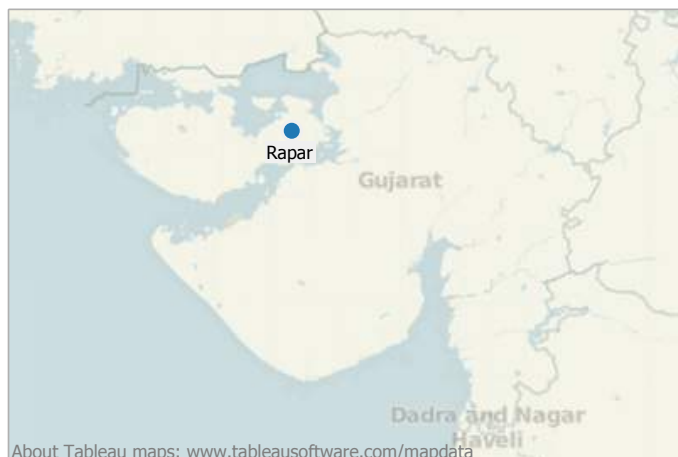 Rapar
Gujarat
Dadra and Nagar
Haveli
About Tableau maps: www.tableausoftware.com/mapdata